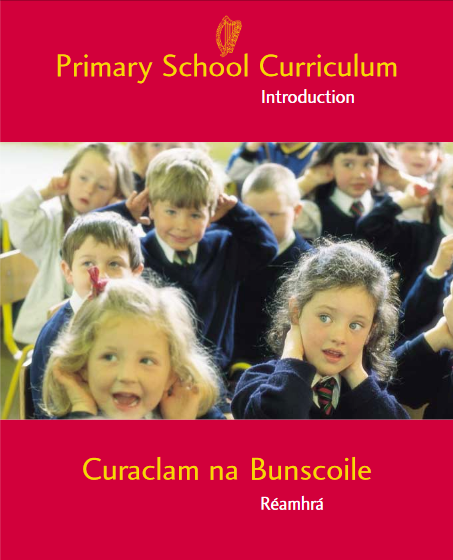 Primary School Curriculum
Introduction
Curaclam na Bunscoile
Réamhrá